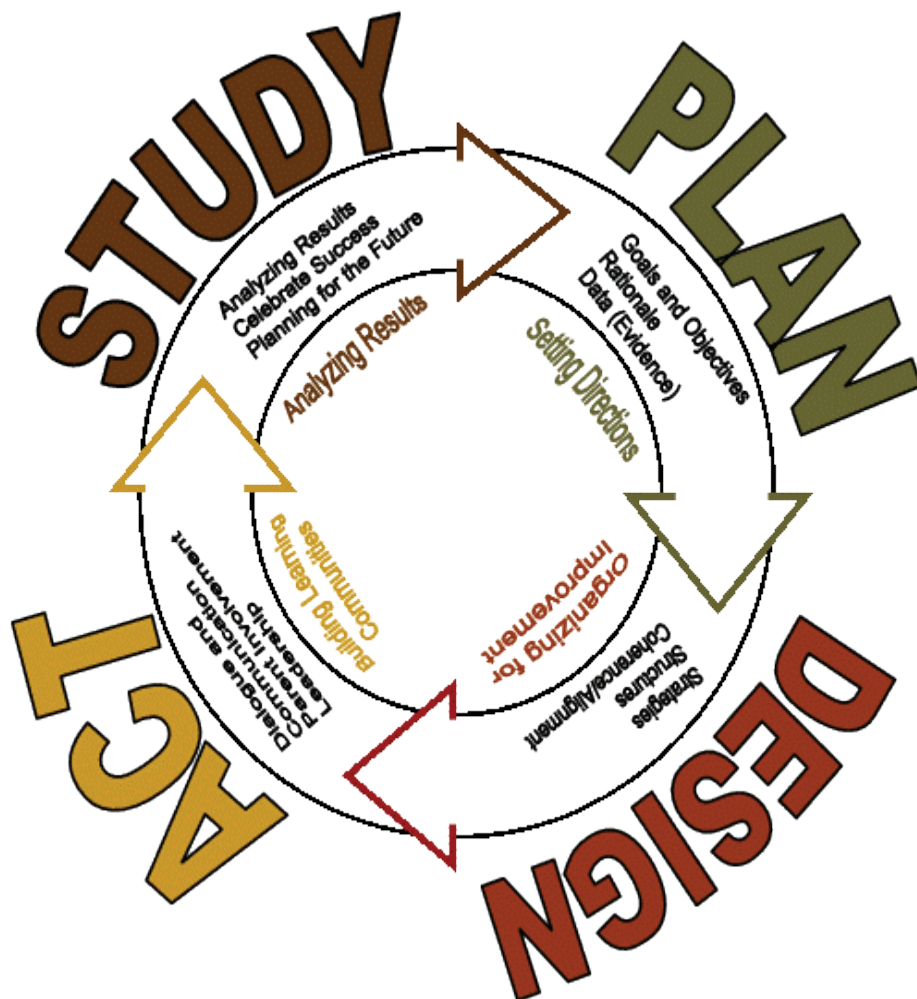 PLAN
Goals and Objectives
Rationale
Data (Evidence)
Setting Directions
DESIGN
Strategies
Structures
Coherence/Alignment
Organizing for
Improvement
ACT
Dialogue and
Communication
Parent Involvement
Leadership
Building Learning
Communities
STUDY
Analyzing Results
Celebrate Success
Planning for the Future
Analyzing Results